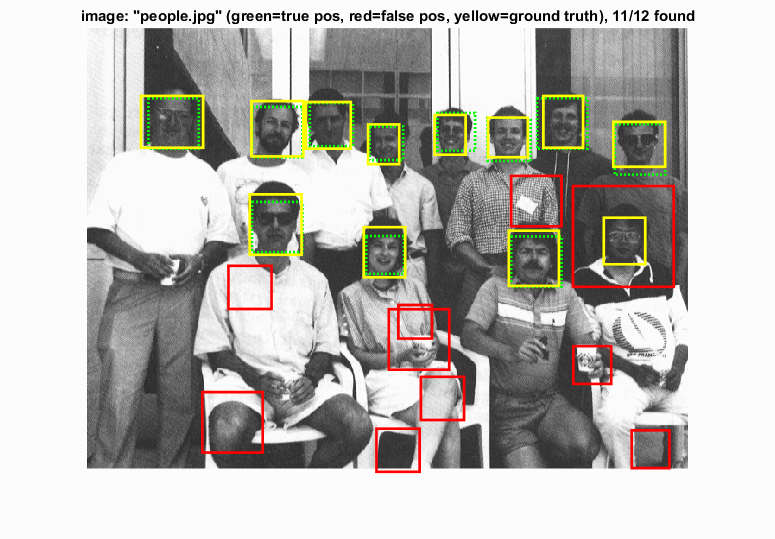 image: "people.jpg" (green=true pos, red=false pos, yellow=ground truth), 11/12 found